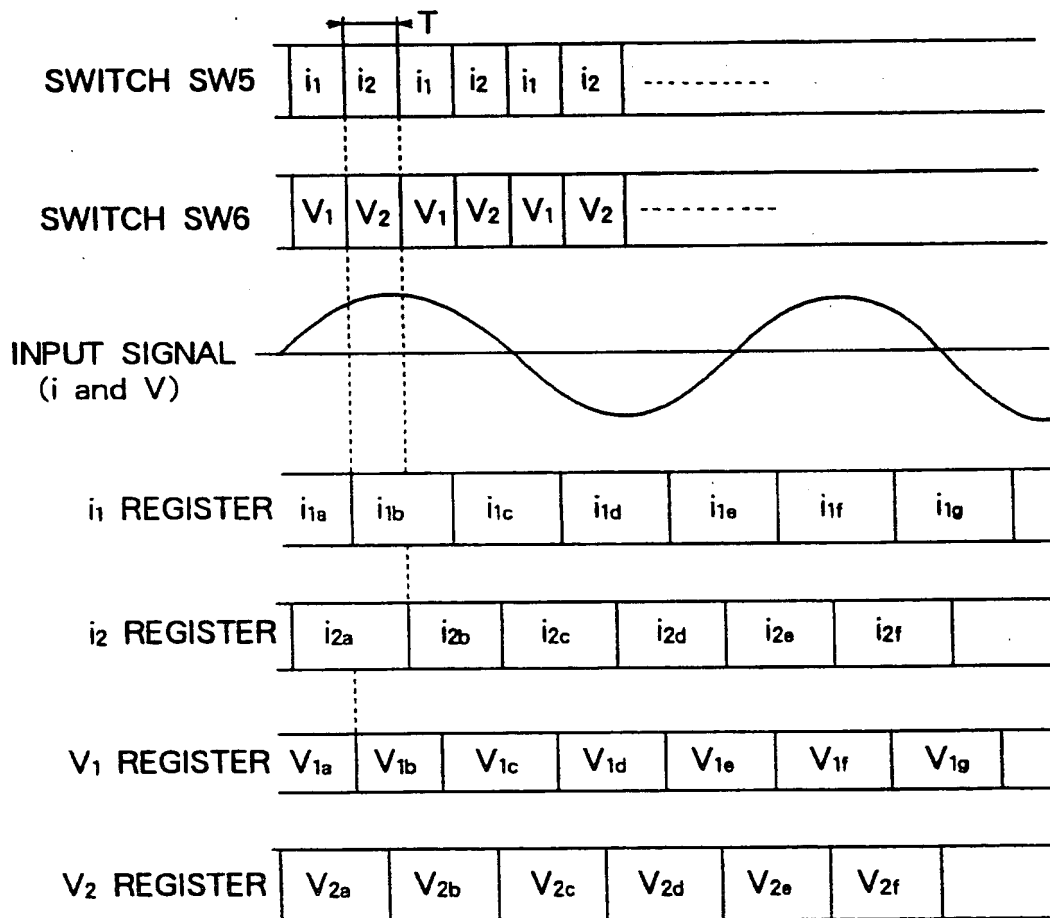 T
SWITCH SW5 i₁ i₂ i₁ i₂ i₁ i₂
SWITCH SW6 V₁ V₂ V₁ V₂ V₁ V₂
INPUT SIGNAL
(i and V)
i₁ REGISTER i1a i1b i1c i1d i1e i1f i1g
i₂ REGISTER i2a i2b i2c i2d i2e i2f
V₁ REGISTER V1a V1b V1c V1d V1e V1f V1g
V₂ REGISTER V2a V2b V2c V2d V2e V2f